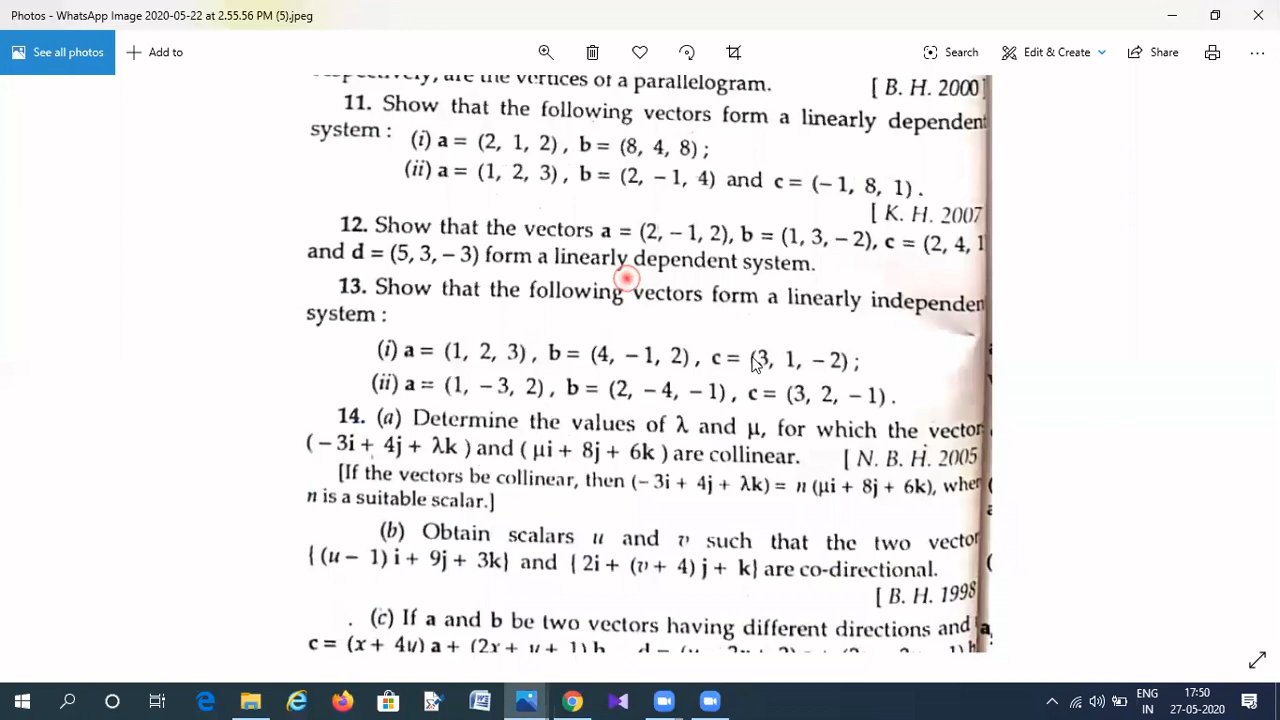 Photos - WhatsApp Image 2020-05-22 at 2.55.56 PM (5).jpeg
See all photos
Add to
Search
Edit & Create
Share
are the vertices of a parallelogram. [ B. H. 2000 ]
11. Show that the following vectors form a linearly dependent
system : (i) a = (2, 1, 2) , b = (8, 4, 8) ;
(ii) a = (1, 2, 3) , b = (2, − 1, 4) and c = (− 1, 8, 1) .
[ K. H. 2007
12. Show that the vectors a = (2, − 1, 2), b = (1, 3, − 2), c = (2, 4, 1
and d = (5, 3, − 3) form a linearly dependent system.
13. Show that the following vectors form a linearly independen
system :
(i) a = (1, 2, 3) , b = (4, − 1, 2) , c = (3, 1, − 2) ;
(ii) a = (1, − 3, 2) , b = (2, − 4, − 1) , c = (3, 2, − 1) .
14. (a) Determine the values of λ and μ, for which the vector
( − 3i + 4j + λk ) and ( μi + 8j + 6k ) are collinear. [ N. B. H. 2005
[If the vectors be collinear, then (− 3i + 4j + λk) = n (μi + 8j + 6k), wher
n is a suitable scalar.]
(b) Obtain scalars u and v such that the two vector
{ (u − 1) i + 9j + 3k} and { 2i + (v + 4) j + k} are co-directional.
[ B. H. 1998
(c) If a and b be two vectors having different directions and
ENG
17:50
IN
27-05-2020